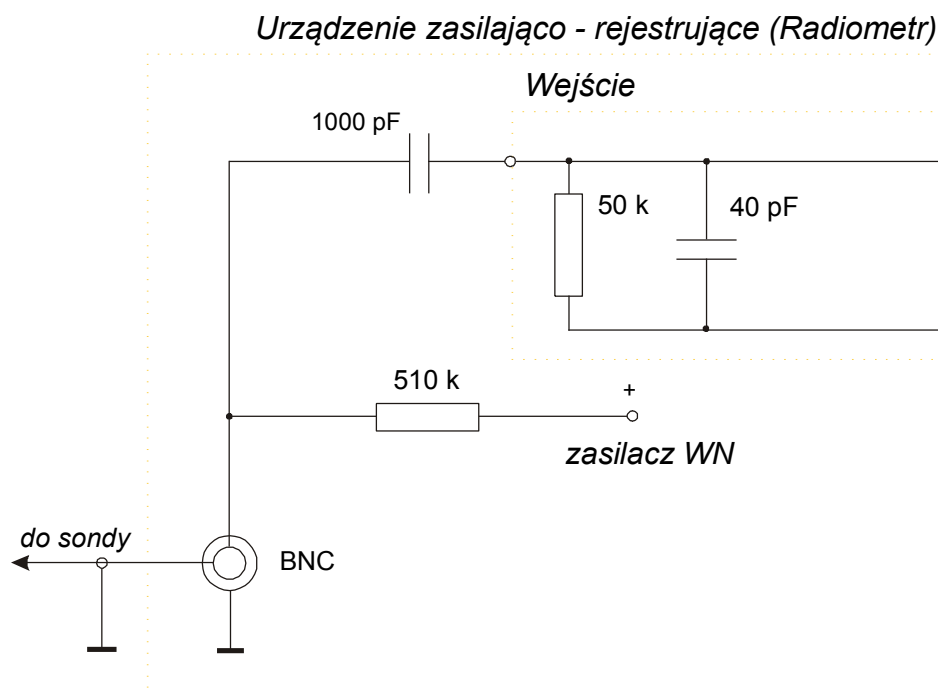 Urządzenie zasilająco - rejestrujące (Radiometr)
Wejście
1000 pF
50 k
40 pF
510 k
+
zasilacz WN
do sondy
BNC